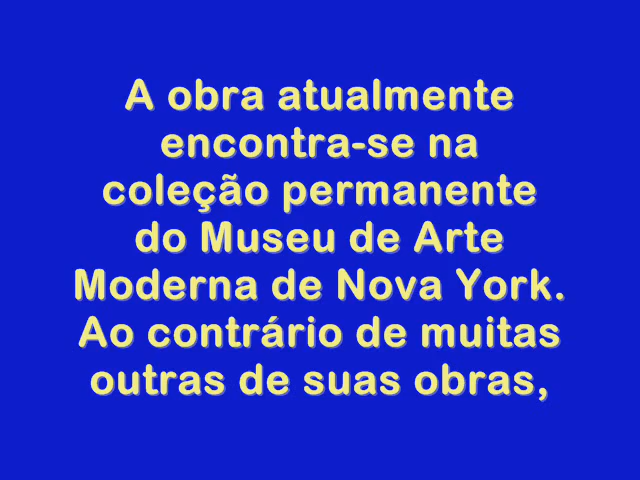 A obra atualmente
encontra-se na
coleção permanente
do Museu de Arte
Moderna de Nova York.
Ao contrário de muitas
outras de suas obras,